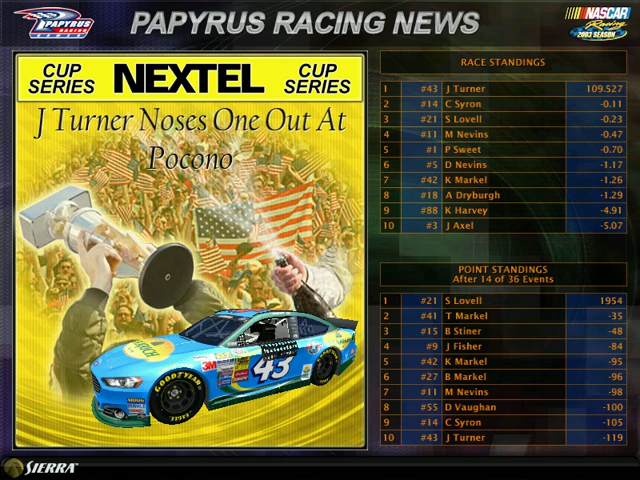 PAPYRUS RACING
PAPYRUS RACING NEWS
NASCAR
Racing
2003 SEASON
CUP SERIES NEXTEL CUP SERIES
J Turner Noses One Out At
Pocono
3M
43
GOODYEAR
EAGLE
RACE STANDINGS
1 #43 J Turner 109.527
2 #14 C Syron -0.11
3 #21 S Lovell -0.23
4 #11 M Nevins -0.47
5 #1 P Sweet -0.70
6 #5 D Nevins -1.17
7 #42 K Markel -1.26
8 #18 A Dryburgh -1.29
9 #88 K Harvey -4.91
10 #3 J Axel -5.07
POINT STANDINGS
After 14 of 36 Events
1 #21 S Lovell 1954
2 #41 T Markel -35
3 #15 B Stiner -48
4 #9 J Fisher -84
5 #42 K Markel -95
6 #27 B Markel -96
7 #11 M Nevins -98
8 #55 D Vaughan -100
9 #14 C Syron -105
10 #43 J Turner -119
SIERRA